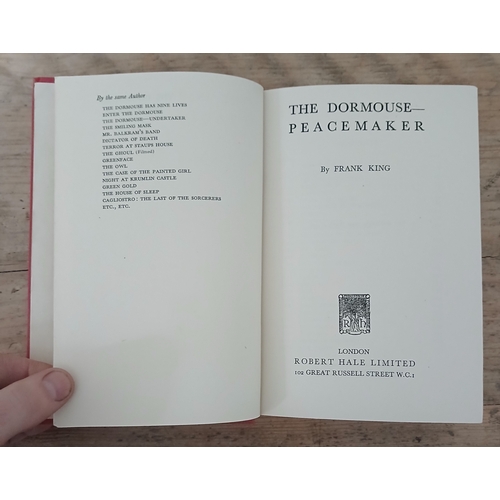 By the same Author
THE DORMOUSE HAS NINE LIVES
ENTER THE DORMOUSE
THE DORMOUSE—UNDERTAKER
THE SMILING MASK
MR. BALKRAM'S BAND
DICTATOR OF DEATH
TERROR AT STAUPS HOUSE
THE GHOUL (Filmed)
GREENFACE
THE OWL
THE CASE OF THE PAINTED GIRL
NIGHT AT KRUMLIN CASTLE
GREEN GOLD
THE HOUSE OF SLEEP
CAGLIOSTRO: THE LAST OF THE SORCERERS
ETC., ETC.
THE DORMOUSE—
PEACEMAKER
By FRANK KING
R H
LONDON
ROBERT HALE LIMITED
102 GREAT RUSSELL STREET W.C.1